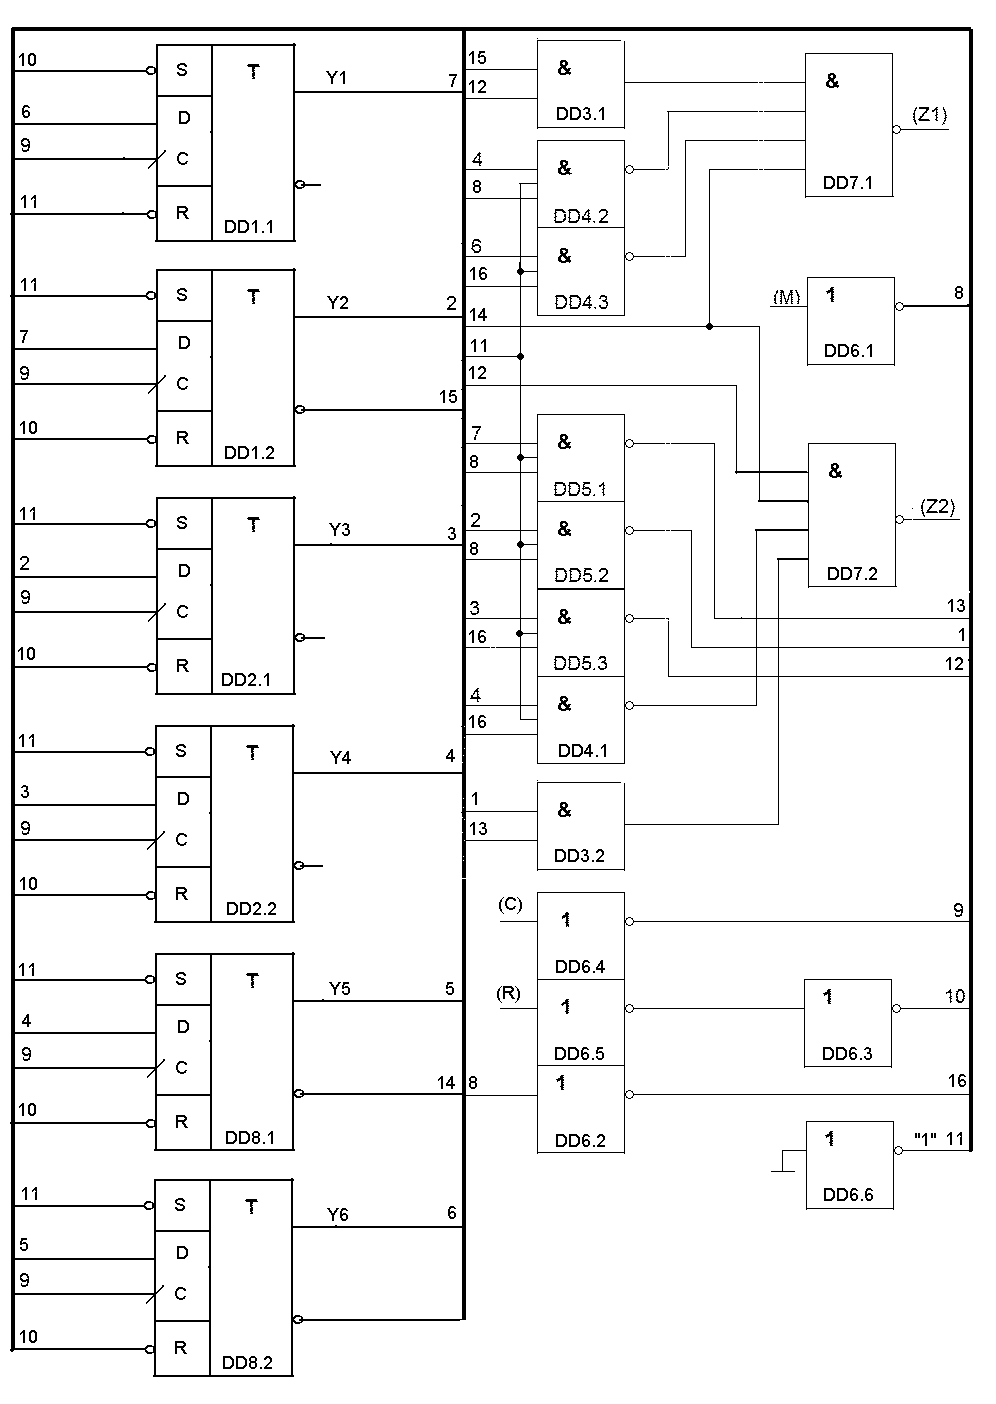 10 S T Y1 7
6 D
9 C
11 R DD1.1
11 S T Y2 2
7 D
9 C 15
10 R DD1.2
11 S T Y3 3
2 D
9 C
10 R DD2.1
11 S T Y4 4
3 D
9 C
10 R DD2.2
11 S T Y5 5
4 D
9 C 14
10 R DD8.1
11 S T Y6 6
5 D
9 C
10 R DD8.2
15 &
12 DD3.1
4 &
8 DD4.2
6 &
16 DD4.3
14
11
12
7 &
8 DD5.1
2 &
8 DD5.2
3 &
16 DD5.3
4 &
16 DD4.1
1 &
13 DD3.2
(C) 1 9
DD6.4
(R) 1
DD6.5
8 1 16
DD6.2
& (Z1)
DD7.1
(M) 1 8
DD6.1
& (Z2)
DD7.2
13
1
12
1 10
DD6.3
1 "1" 11
DD6.6